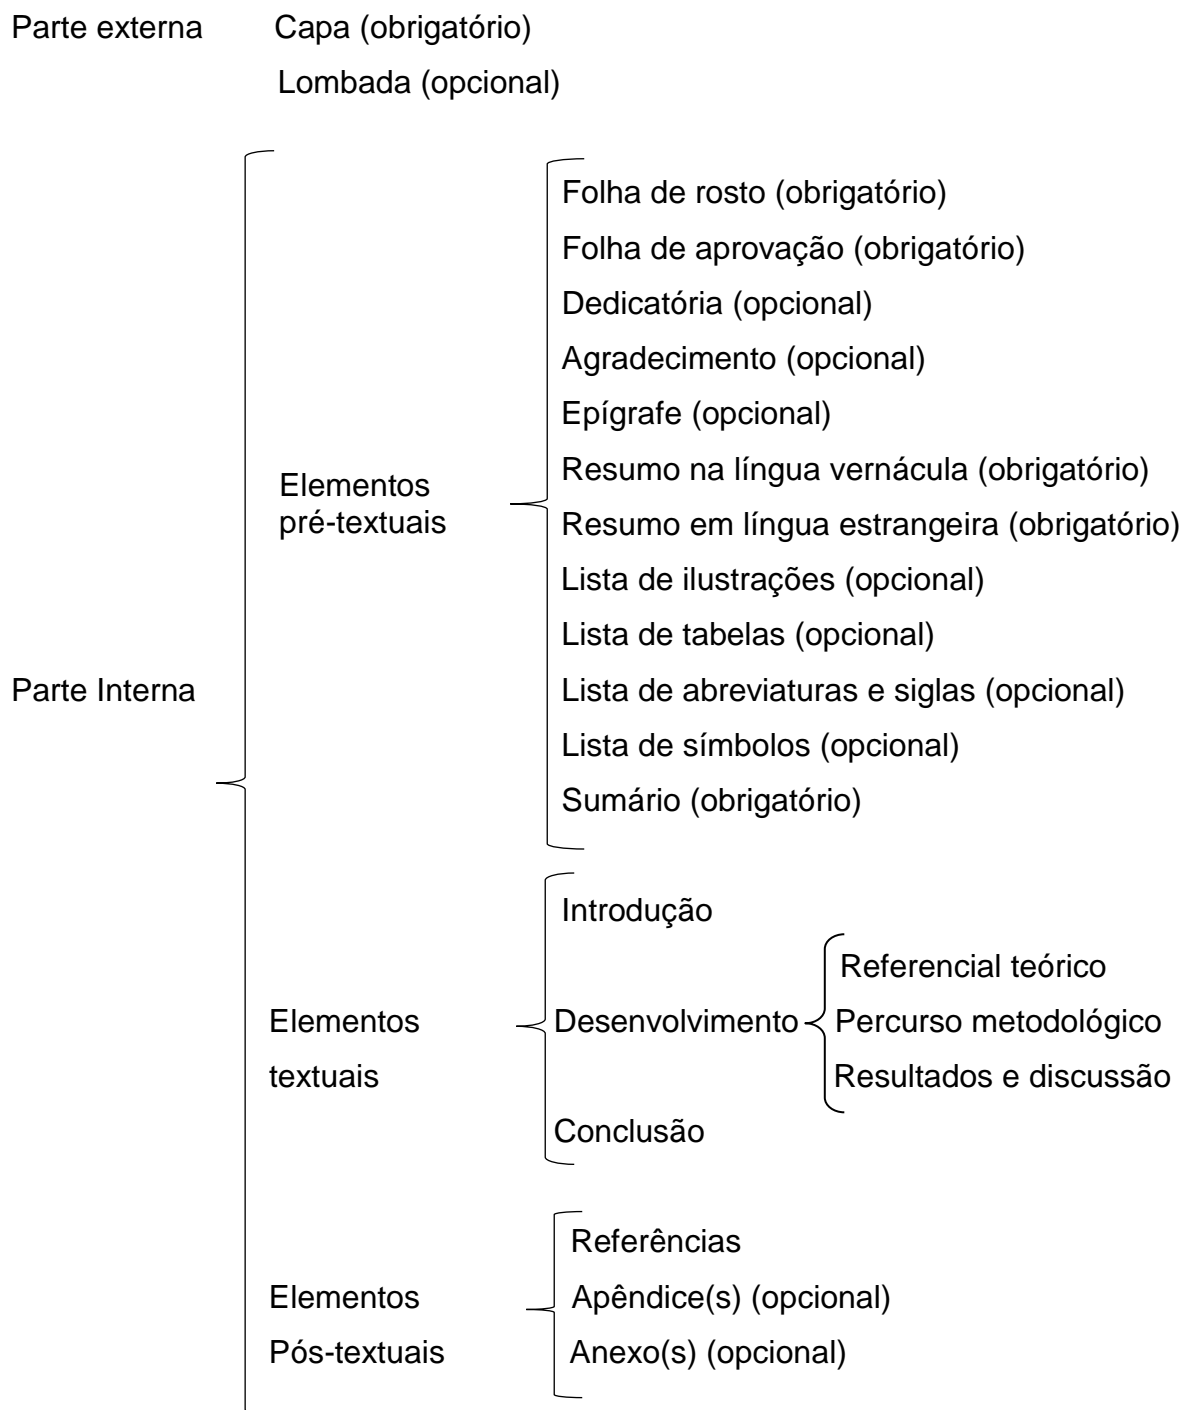 Parte externa Capa (obrigatório)
Lombada (opcional)
Folha de rosto (obrigatório)
Folha de aprovação (obrigatório)
Dedicatória (opcional)
Agradecimento (opcional)
Epígrafe (opcional)
Elementos
pré-textuais
Resumo na língua vernácula (obrigatório)
Resumo em língua estrangeira (obrigatório)
Lista de ilustrações (opcional)
Lista de tabelas (opcional)
Parte Interna
Lista de abreviaturas e siglas (opcional)
Lista de símbolos (opcional)
Sumário (obrigatório)
Introdução
Elementos
textuais
Desenvolvimento
Referencial teórico
Percurso metodológico
Resultados e discussão
Conclusão
Elementos
Pós-textuais
Referências
Apêndice(s) (opcional)
Anexo(s) (opcional)